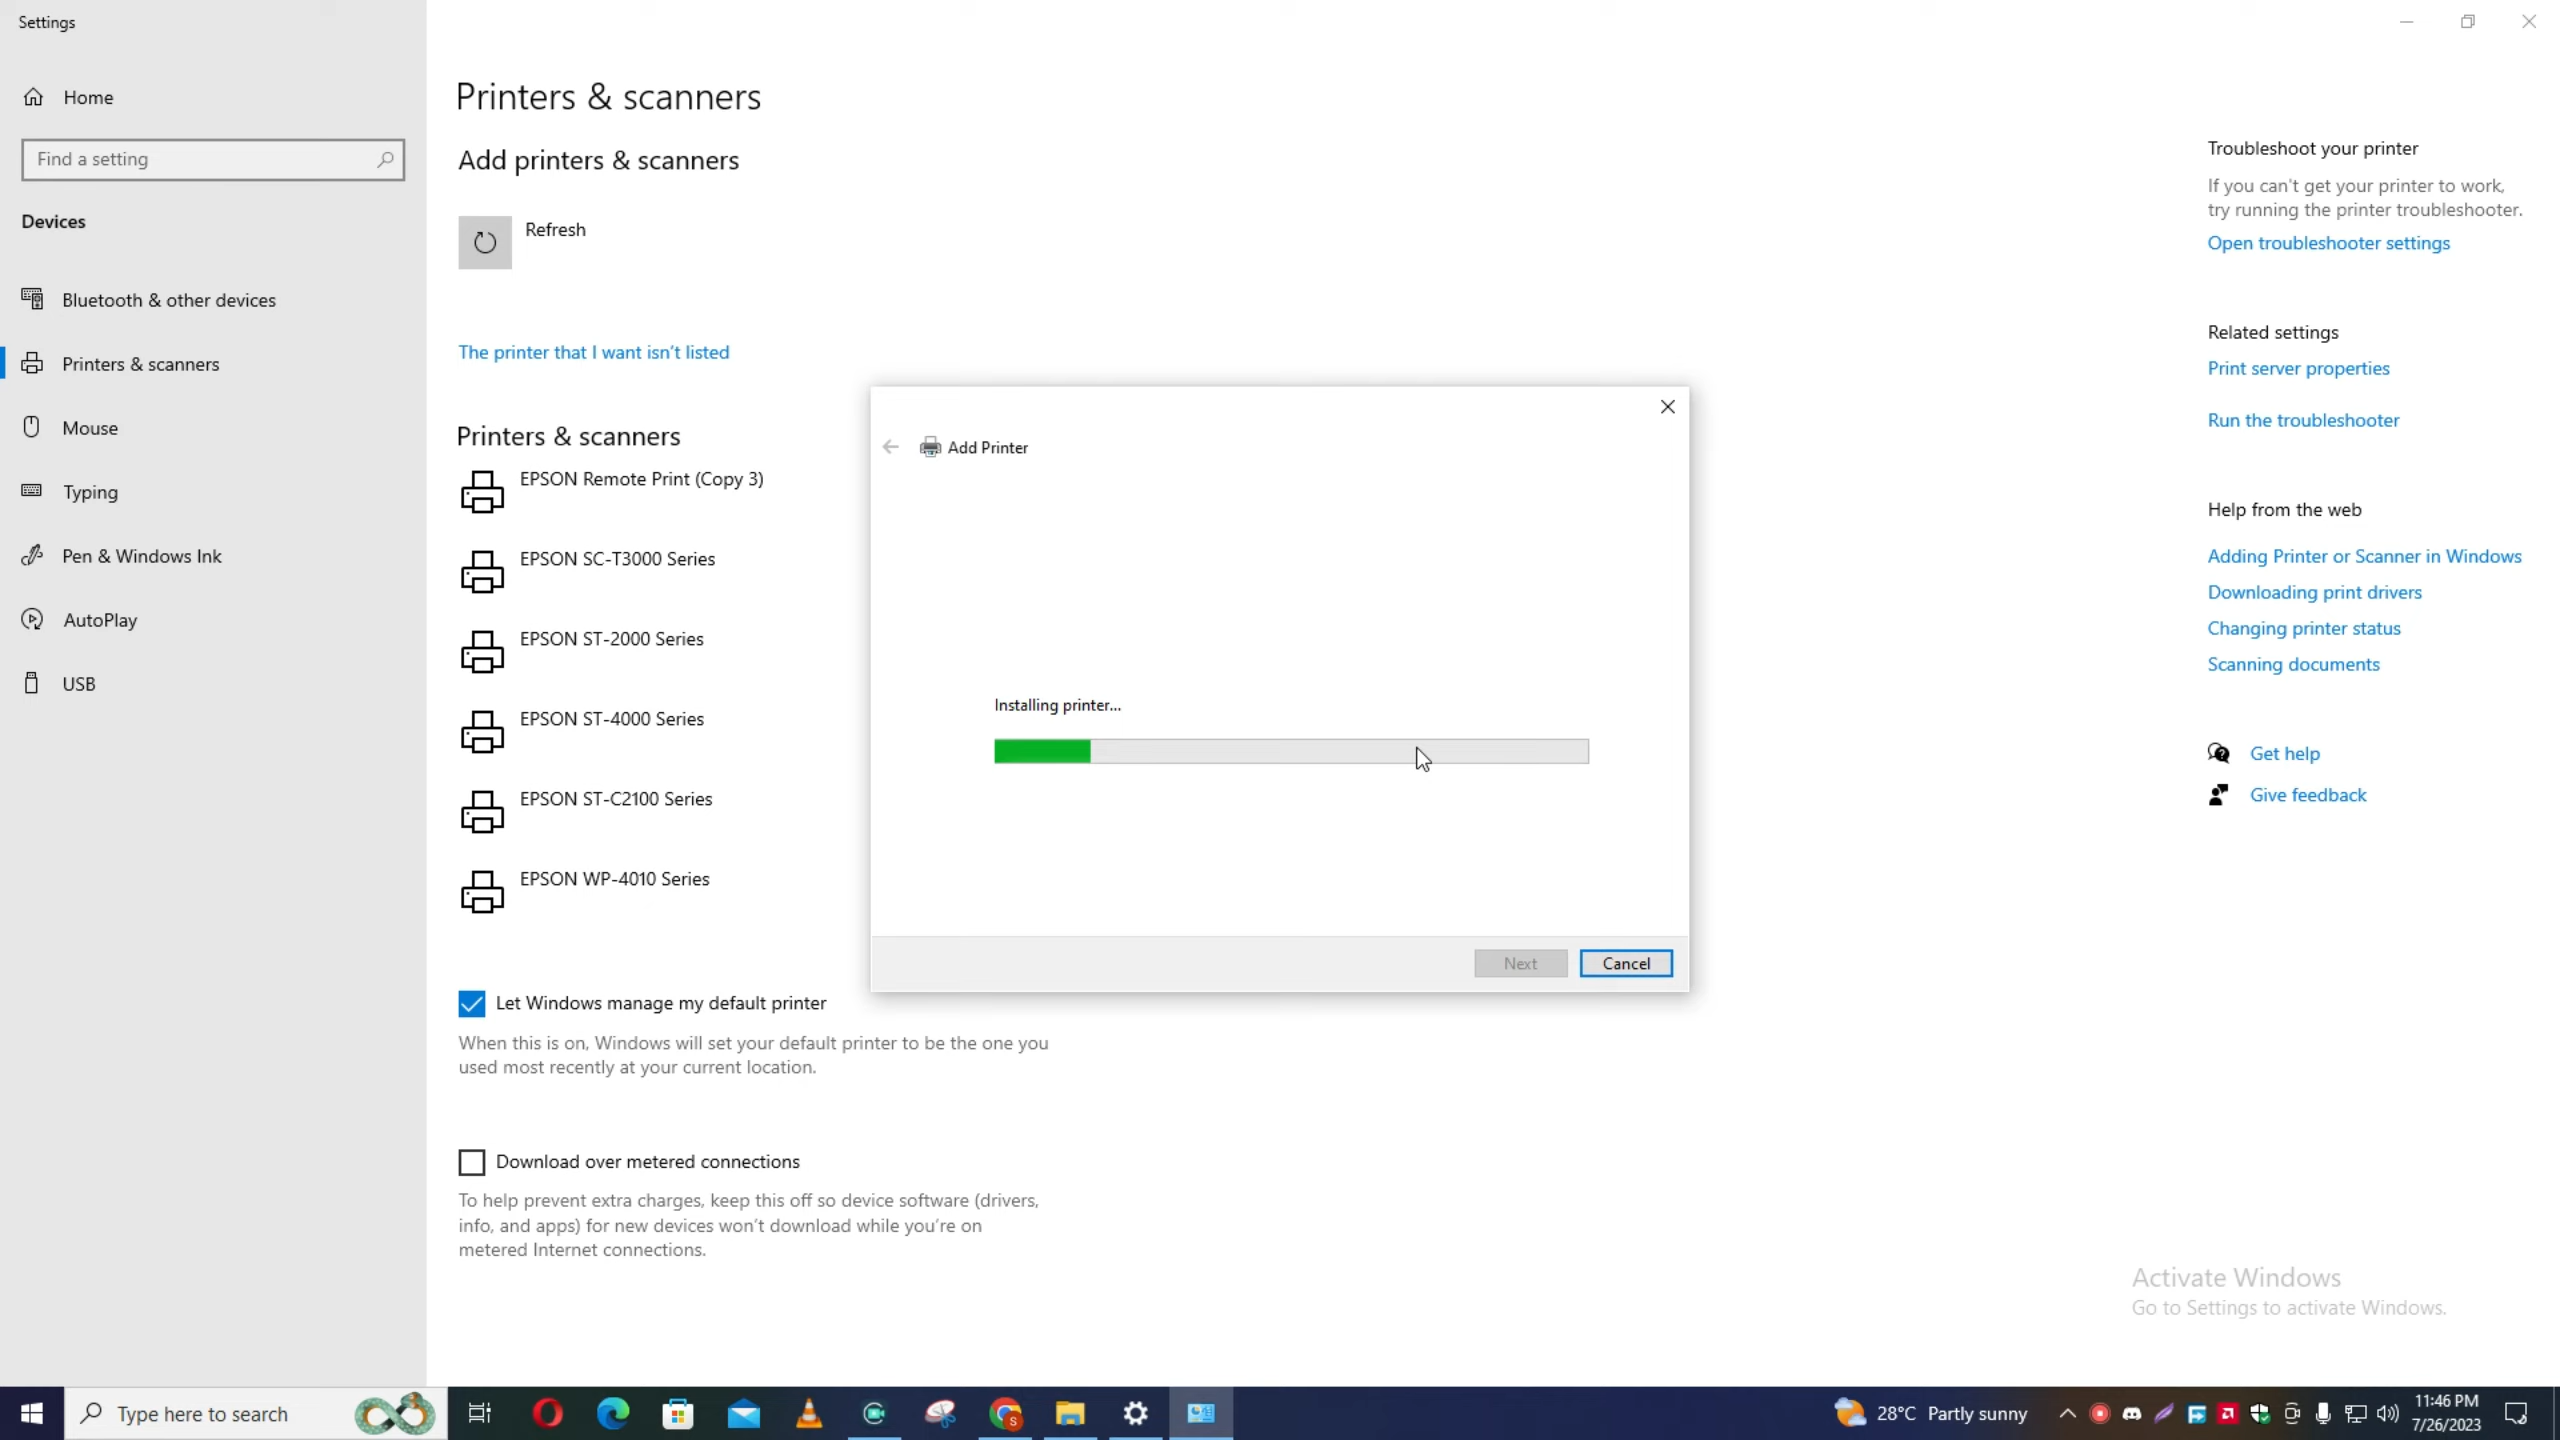 Settings
Home
Find a setting
Devices
Bluetooth & other devices
Printers & scanners
Mouse
Typing
Pen & Windows Ink
AutoPlay
USB
Printers & scanners
Add printers & scanners
Refresh
The printer that I want isn't listed
Printers & scanners
EPSON Remote Print (Copy 3)
EPSON SC-T3000 Series
EPSON ST-2000 Series
EPSON ST-4000 Series
EPSON ST-C2100 Series
EPSON WP-4010 Series
Let Windows manage my default printer
When this is on, Windows will set your default printer to be the one you
used most recently at your current location.
Download over metered connections
To help prevent extra charges, keep this off so device software (drivers,
info, and apps) for new devices won't download while you're on
metered Internet connections.
Add Printer
Installing printer...
Next
Cancel
Troubleshoot your printer
If you can't get your printer to work,
try running the printer troubleshooter.
Open troubleshooter settings
Related settings
Print server properties
Run the troubleshooter
Help from the web
Adding Printer or Scanner in Windows
Downloading print drivers
Changing printer status
Scanning documents
Get help
Give feedback
Activate Windows
Go to Settings to activate Windows.
Type here to search
28°C Partly sunny
11:46 PM
7/26/2023